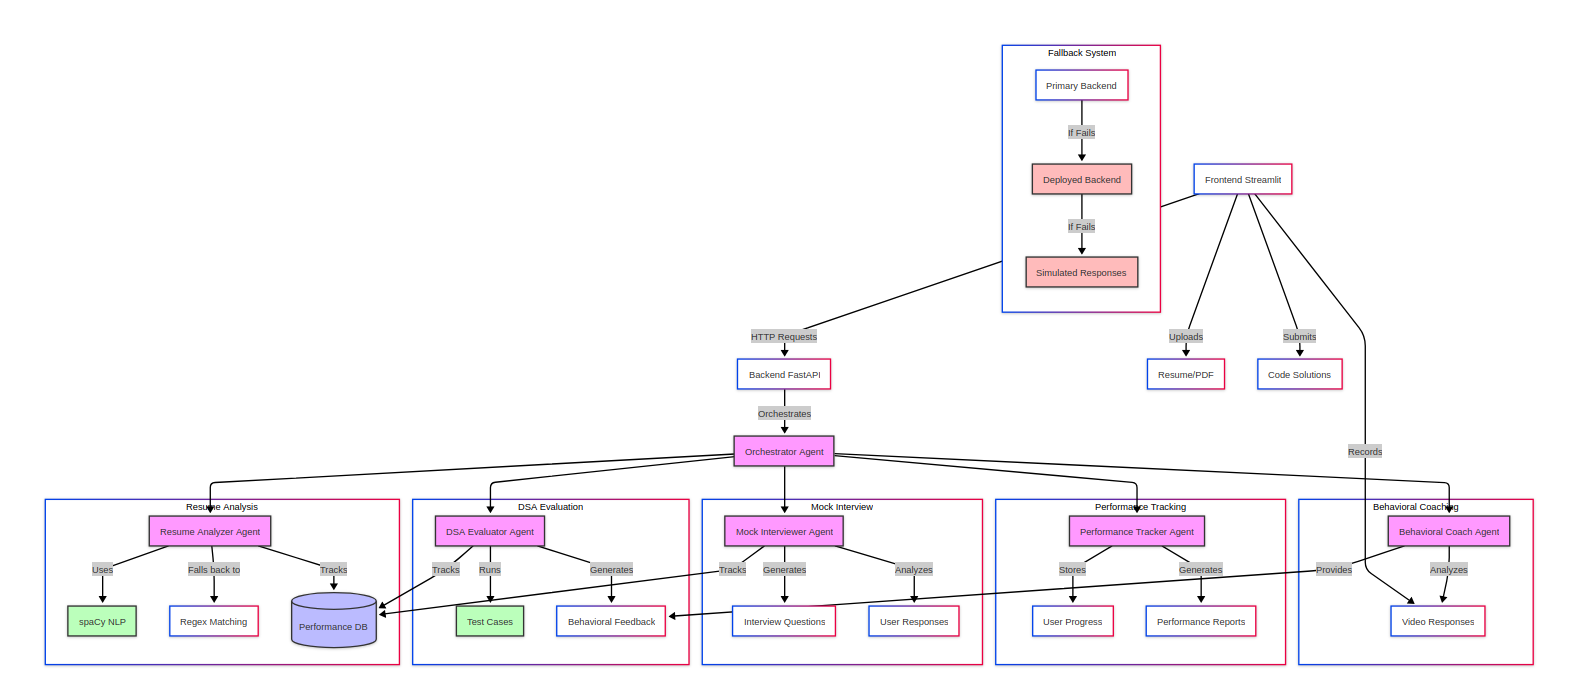 Fallback System
Primary Backend
If Fails
Deployed Backend
Frontend Streamlit
If Fails
Simulated Responses
HTTP Requests
Uploads
Submits
Backend FastAPI
Resume/PDF
Code Solutions
Orchestrates
Orchestrator Agent
Records
Resume Analysis
DSA Evaluation
Mock Interview
Performance Tracking
Behavioral Coaching
Resume Analyzer Agent
DSA Evaluator Agent
Mock Interviewer Agent
Performance Tracker Agent
Behavioral Coach Agent
Uses
Falls back to
Tracks
Tracks
Runs
Generates
Tracks
Generates
Analyzes
Stores
Generates
Provides
Analyzes
spaCy NLP
Regex Matching
Performance DB
Test Cases
Behavioral Feedback
Interview Questions
User Responses
User Progress
Performance Reports
Video Responses